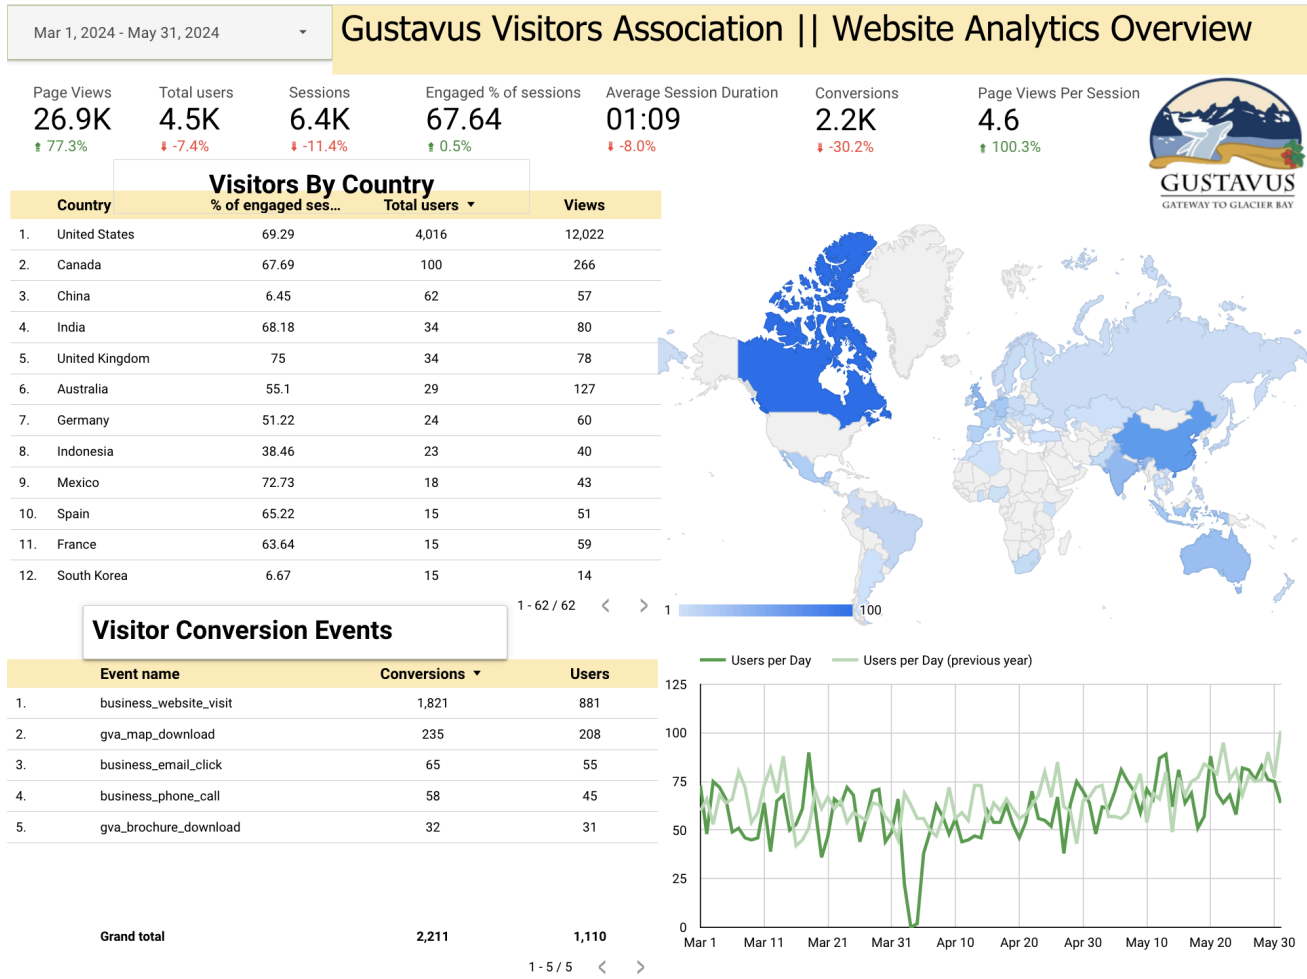 Mar 1, 2024 - May 31, 2024
Gustavus Visitors Association || Website Analytics Overview
Page Views Total users Sessions Engaged % of sessions Average Session Duration Conversions Page Views Per Session
26.9K 4.5K 6.4K 67.64 01:09 2.2K 4.6
77.3% -7.4% -11.4% 0.5% -8.0% -30.2% 100.3%
GUSTAVUS
GATEWAY TO GLACIER BAY
Visitors By Country
Country % of engaged ses... Total users Views
1. United States 69.29 4,016 12,022
2. Canada 67.69 100 266
3. China 6.45 62 57
4. India 68.18 34 80
5. United Kingdom 75 34 78
6. Australia 55.1 29 127
7. Germany 51.22 24 60
8. Indonesia 38.46 23 40
9. Mexico 72.73 18 43
10. Spain 65.22 15 51
11. France 63.64 15 59
12. South Korea 6.67 15 14
1 - 62 / 62
1 100
Visitor Conversion Events
Event name Conversions Users
1. business_website_visit 1,821 881
2. gva_map_download 235 208
3. business_email_click 65 55
4. business_phone_call 58 45
5. gva_brochure_download 32 31
Grand total 2,211 1,110
1 - 5 / 5
Users per Day Users per Day (previous year)
125
100
75
50
25
0
Mar 1 Mar 11 Mar 21 Mar 31 Apr 10 Apr 20 Apr 30 May 10 May 20 May 30